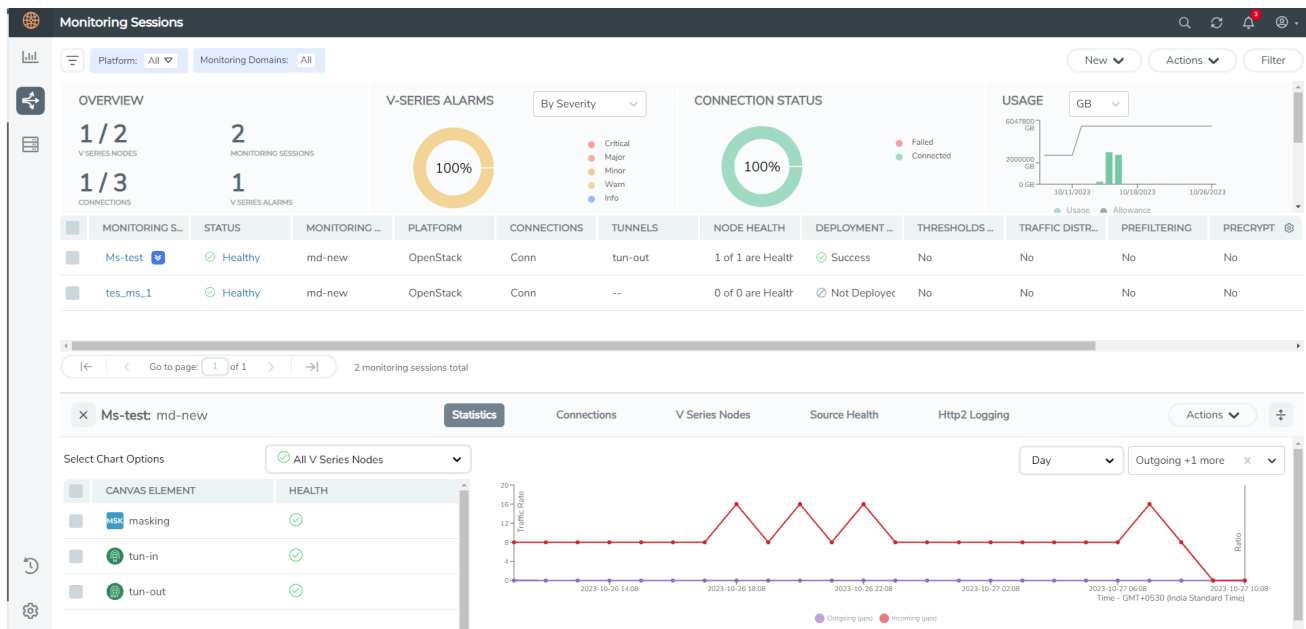 Monitoring Sessions
3
Platform: All
Monitoring Domains: All
New
Actions
Filter
OVERVIEW
1 / 2
V SERIES NODES
2
MONITORING SESSIONS
1 / 3
CONNECTIONS
1
V SERIES ALARMS
V-SERIES ALARMS
By Severity
100%
Critical
Major
Minor
Warn
Info
CONNECTION STATUS
100%
Failed
Connected
USAGE
GB
6047800
GB
2000000
GB
0 GB
10/11/2023
10/18/2023
10/26/2023
Usage
Allowance
MONITORING S... STATUS MONITORING ... PLATFORM CONNECTIONS TUNNELS NODE HEALTH DEPLOYMENT ... THRESHOLDS ... TRAFFIC DISTR... PREFILTERING PRECRYPT
Ms-test Healthy md-new OpenStack Conn tun-out 1 of 1 are Health Success No No No No
tes_ms_1 Healthy md-new OpenStack Conn -- 0 of 0 are Health Not Deployec No No No No
Go to page: 1 of 1
2 monitoring sessions total
Ms-test: md-new
Statistics
Connections
V Series Nodes
Source Health
Http2 Logging
Actions
Select Chart Options
All V Series Nodes
Day
Outgoing +1 more
CANVAS ELEMENT HEALTH
MSK masking
tun-in
tun-out
Traffic Rate
20
16
12
8
4
0
Ratio
2023-10-26 14:08
2023-10-26 18:08
2023-10-26 22:08
2023-10-27 02:08
2023-10-27 06:08
2023-10-27 10:08
Time - GMT+0530 (India Standard Time)
Outgoing (pps)
Incoming (pps)